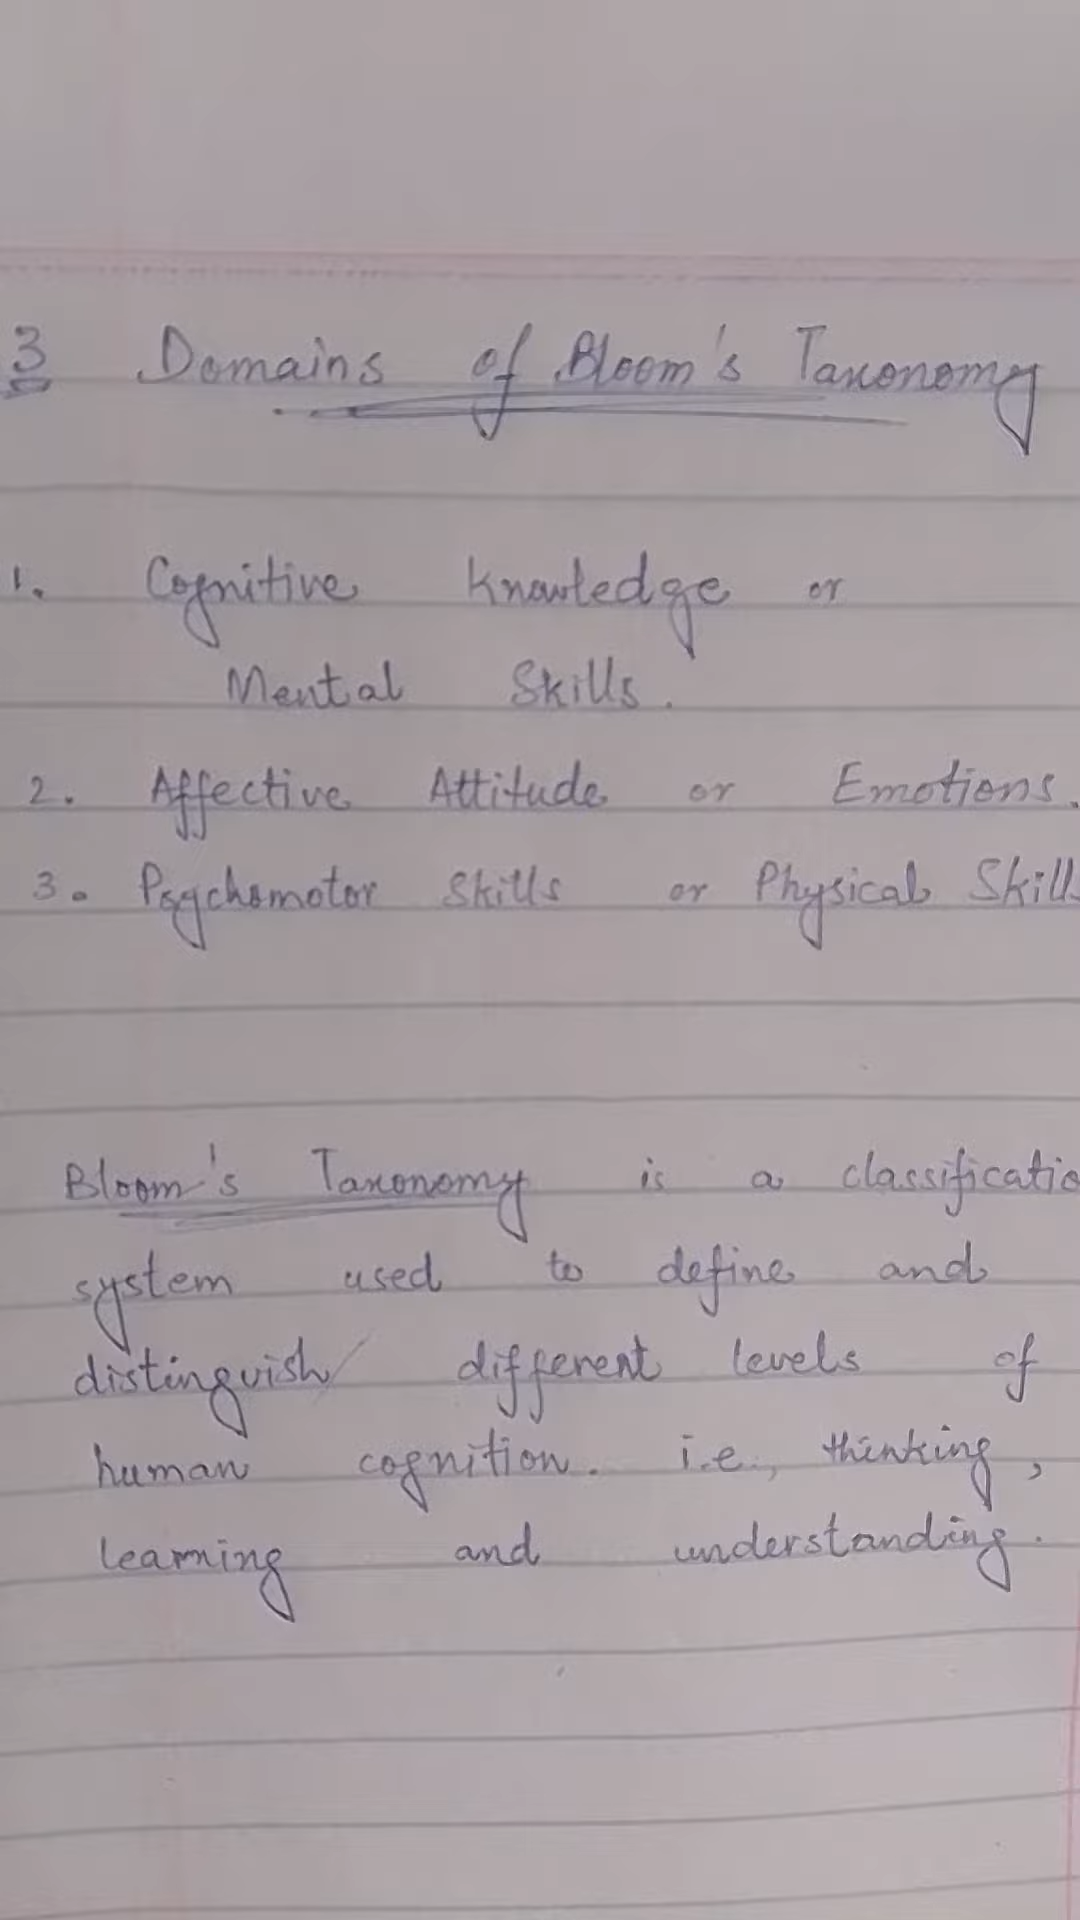 3 Domains of Bloom's Taxonomy
1. Cognitive Knowledge or
Mental Skills.
2. Affective Attitude or Emotions.
3. Psychomotor Skills or Physical Skills
Bloom's Taxonomy is a classificatio
system used to define and
distinguish different levels of
human cognition. i.e., thinking,
learning and understanding.